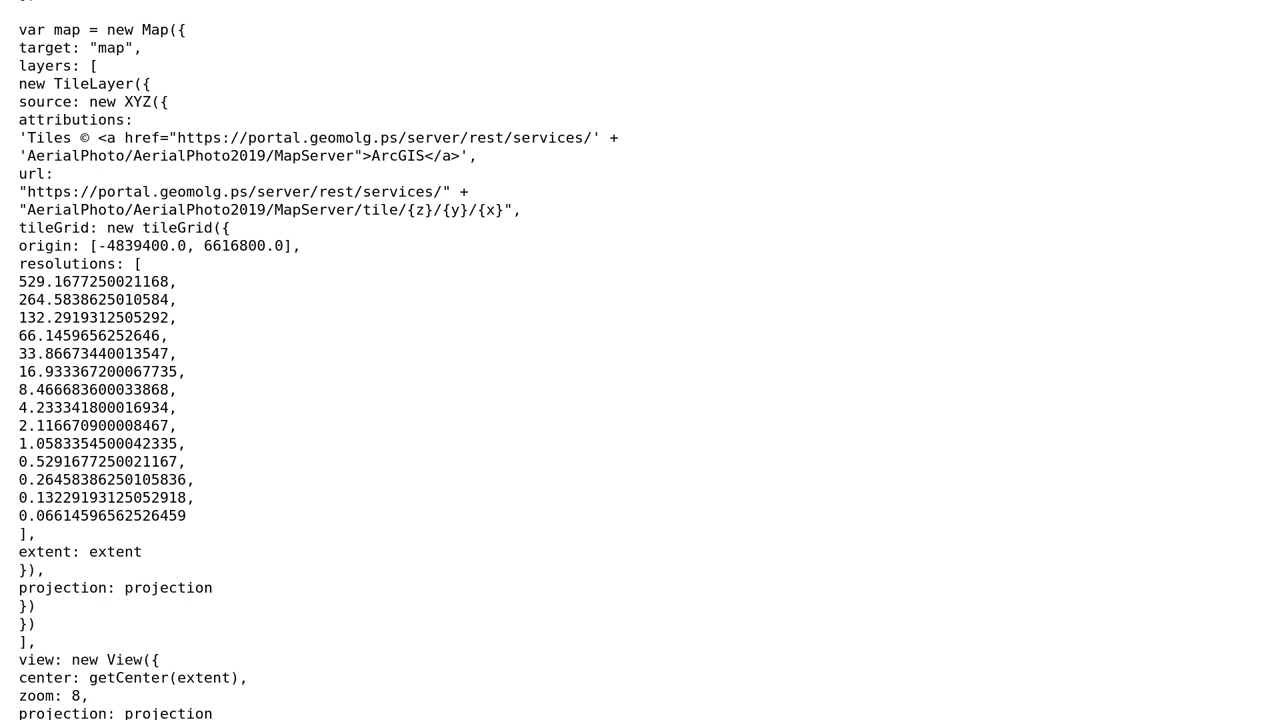 var map = new Map({
target: "map",
layers: [
new TileLayer({
source: new XYZ({
attributions:
'Tiles © <a href="https://portal.geomolg.ps/server/rest/services/' +
'AerialPhoto/AerialPhoto2019/MapServer">ArcGIS</a>',
url:
"https://portal.geomolg.ps/server/rest/services/" +
"AerialPhoto/AerialPhoto2019/MapServer/tile/{z}/{y}/{x}",
tileGrid: new tileGrid({
origin: [-4839400.0, 6616800.0],
resolutions: [
529.1677250021168,
264.5838625010584,
132.2919312505292,
66.1459656252646,
33.86673440013547,
16.933367200067735,
8.466683600033868,
4.233341800016934,
2.116670900008467,
1.0583354500042335,
0.5291677250021167,
0.26458386250105836,
0.13229193125052918,
0.06614596562526459
],
extent: extent
}),
projection: projection
})
})
],
view: new View({
center: getCenter(extent),
zoom: 8,
projection: projection